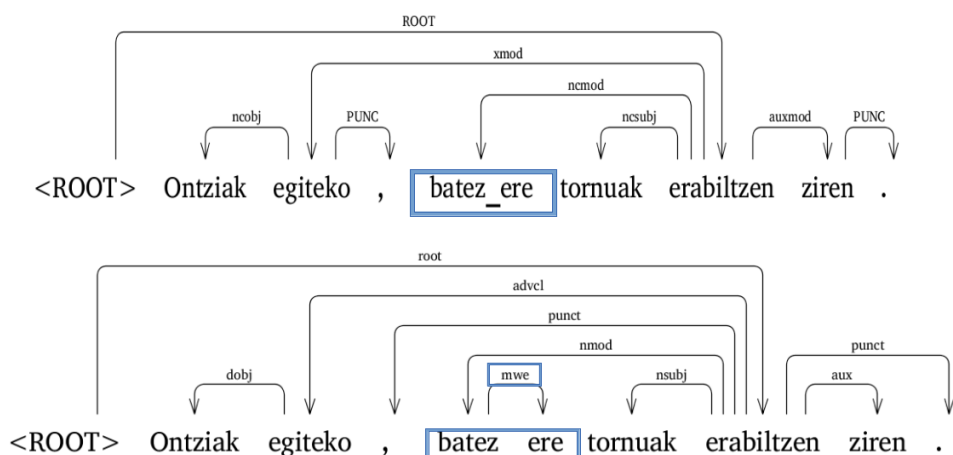 ROOT
xmod
ncmod
ncobj PUNC ncsubj auxmod PUNC
<ROOT> Ontziak egiteko , batez_ere tornuak erabiltzen ziren .
root
advcl
punct
nmod punct
dobj mwe nsubj aux
<ROOT> Ontziak egiteko , batez ere tornuak erabiltzen ziren .